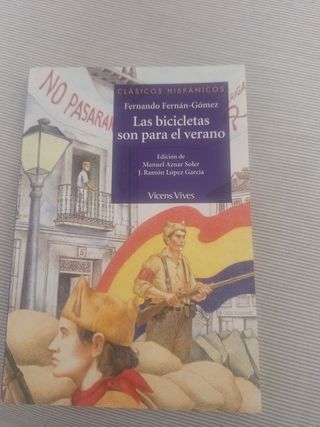 CLÁSICOS HISPÁNICOS
Fernando Fernán-Gómez
Las bicicletas
son para el verano
Edición de
Manuel Aznar Soler
J. Ramón López García
Vicens Vives
NO PASARAN